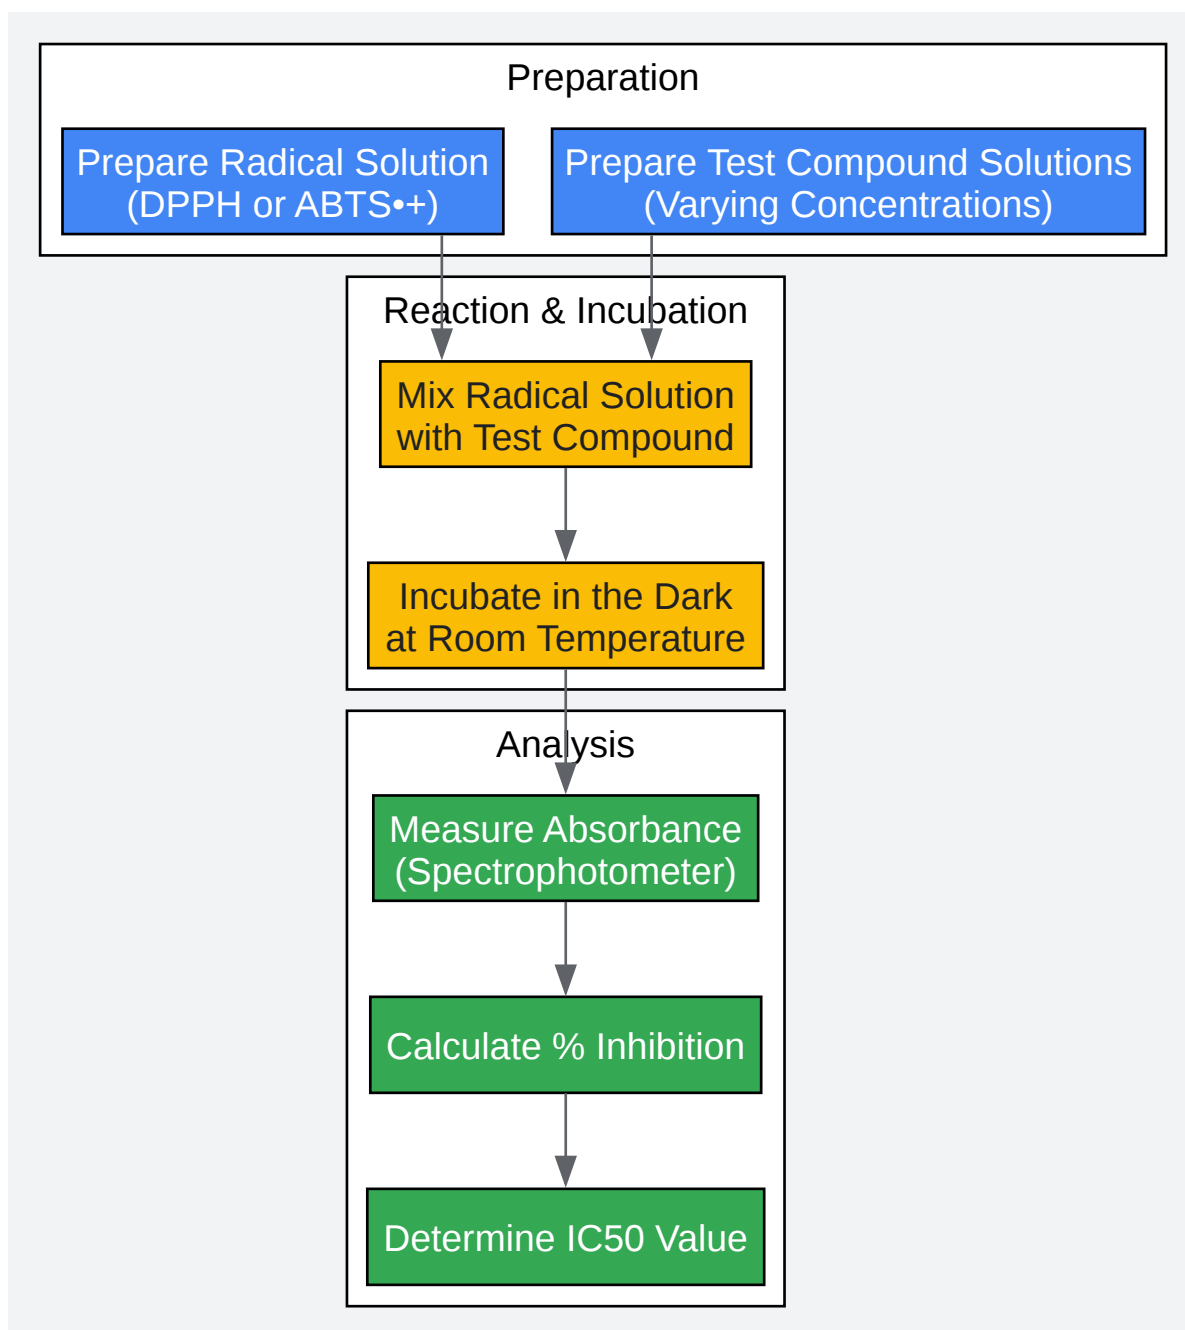 Preparation
Prepare Radical Solution
(DPPH or ABTS•+)
Prepare Test Compound Solutions
(Varying Concentrations)
Reaction & Incubation
Mix Radical Solution
with Test Compound
Incubate in the Dark
at Room Temperature
Analysis
Measure Absorbance
(Spectrophotometer)
Calculate % Inhibition
Determine IC50 Value